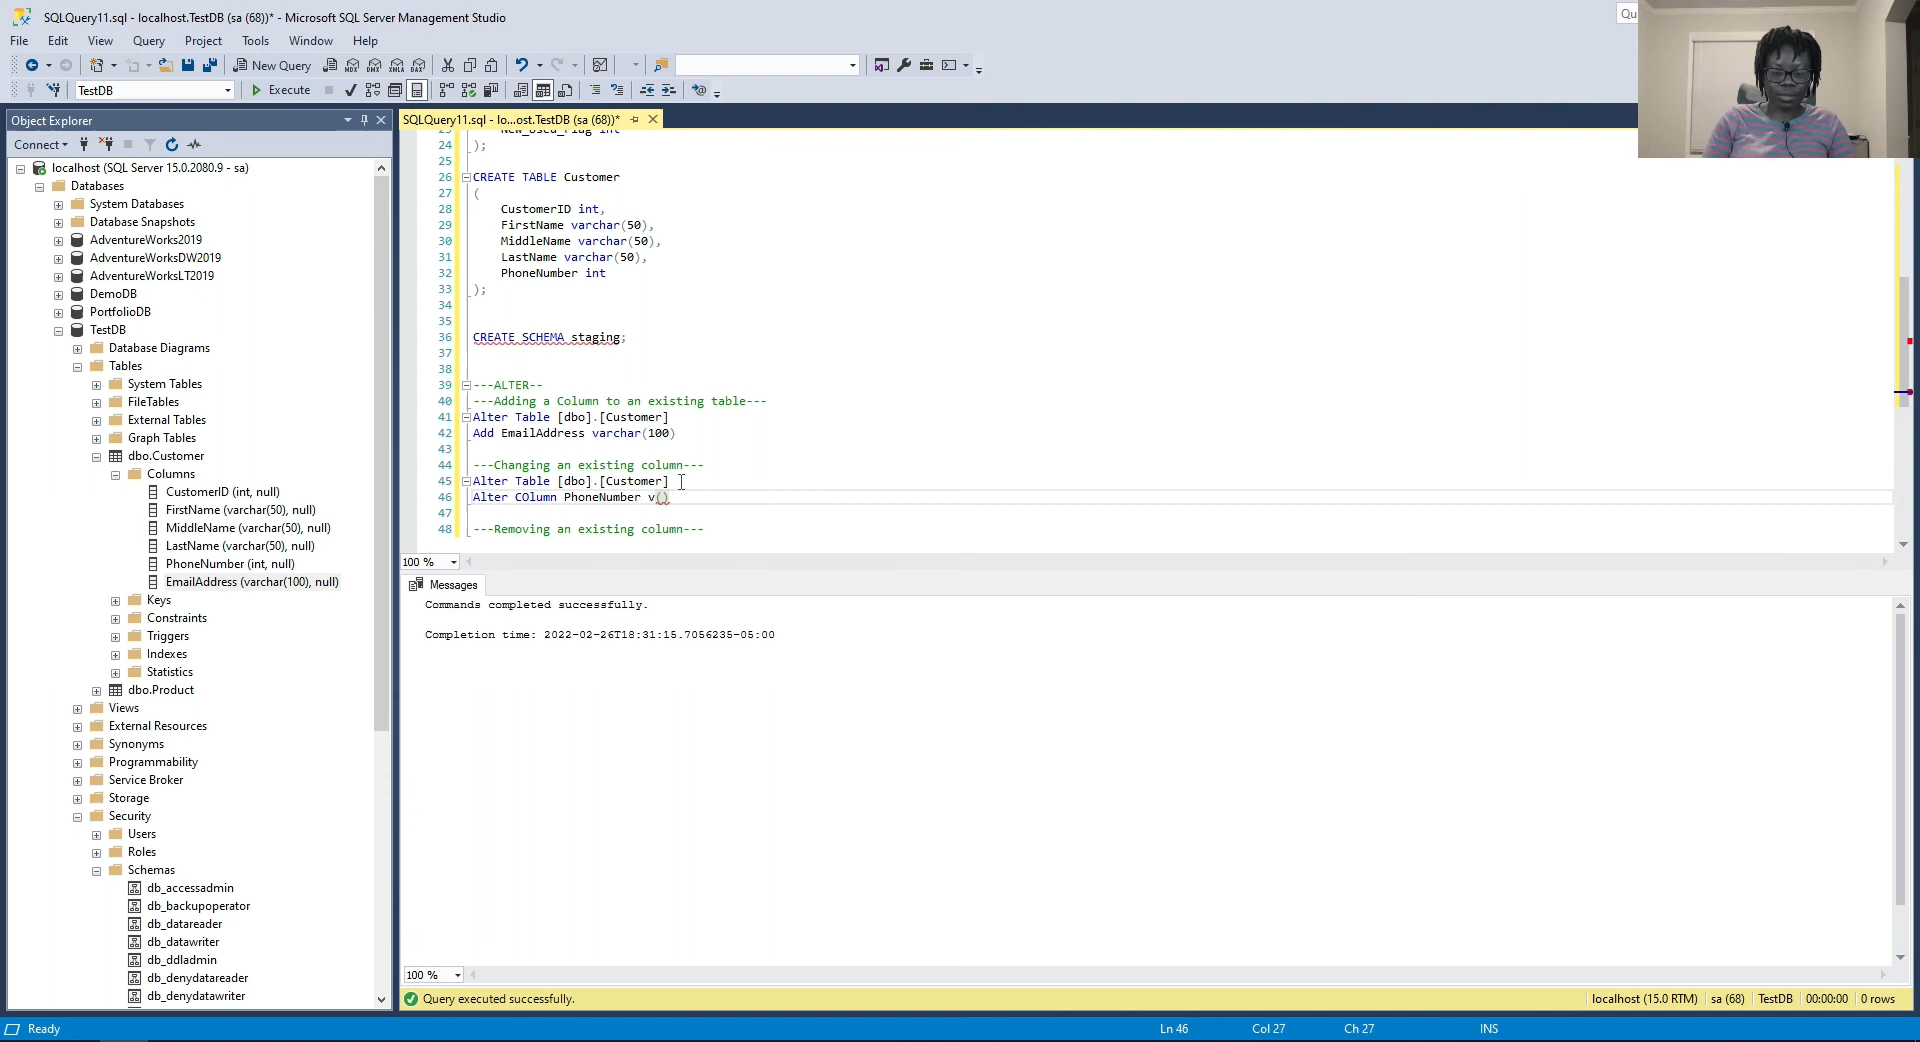 SQLQuery11.sql - localhost.TestDB (sa (68))* - Microsoft SQL Server Management Studio
Qu
File Edit View Query Project Tools Window Help
New Query MDX DMX XMLA DAX
TestDB Execute
Object Explorer
SQLQuery11.sql - lo...ost.TestDB (sa (68))*
Connect
localhost (SQL Server 15.0.2080.9 - sa)
Databases
System Databases
Database Snapshots
AdventureWorks2019
AdventureWorksDW2019
AdventureWorksLT2019
DemoDB
PortfolioDB
TestDB
Database Diagrams
Tables
System Tables
FileTables
External Tables
Graph Tables
dbo.Customer
Columns
CustomerID (int, null)
FirstName (varchar(50), null)
MiddleName (varchar(50), null)
LastName (varchar(50), null)
PhoneNumber (int, null)
EmailAddress (varchar(100), null)
Keys
Constraints
Triggers
Indexes
Statistics
dbo.Product
Views
External Resources
Synonyms
Programmability
Service Broker
Storage
Security
Users
Roles
Schemas
db_accessadmin
db_backupoperator
db_datareader
db_datawriter
db_ddladmin
db_denydatareader
db_denydatawriter
23 New_Used_Flag int
24 );
25
26 CREATE TABLE Customer
27 (
28 CustomerID int,
29 FirstName varchar(50),
30 MiddleName varchar(50),
31 LastName varchar(50),
32 PhoneNumber int
33 );
34
35
36 CREATE SCHEMA staging;
37
38
39 ---ALTER--
40 ---Adding a Column to an existing table---
41 Alter Table [dbo].[Customer]
42 Add EmailAddress varchar(100)
43
44 ---Changing an existing column---
45 Alter Table [dbo].[Customer]
46 Alter COlumn PhoneNumber v()
47
48 ---Removing an existing column---
100 %
Messages
Commands completed successfully.
Completion time: 2022-02-26T18:31:15.7056235-05:00
100 %
Query executed successfully. localhost (15.0 RTM) sa (68) TestDB 00:00:00 0 rows
Ready Ln 46 Col 27 Ch 27 INS